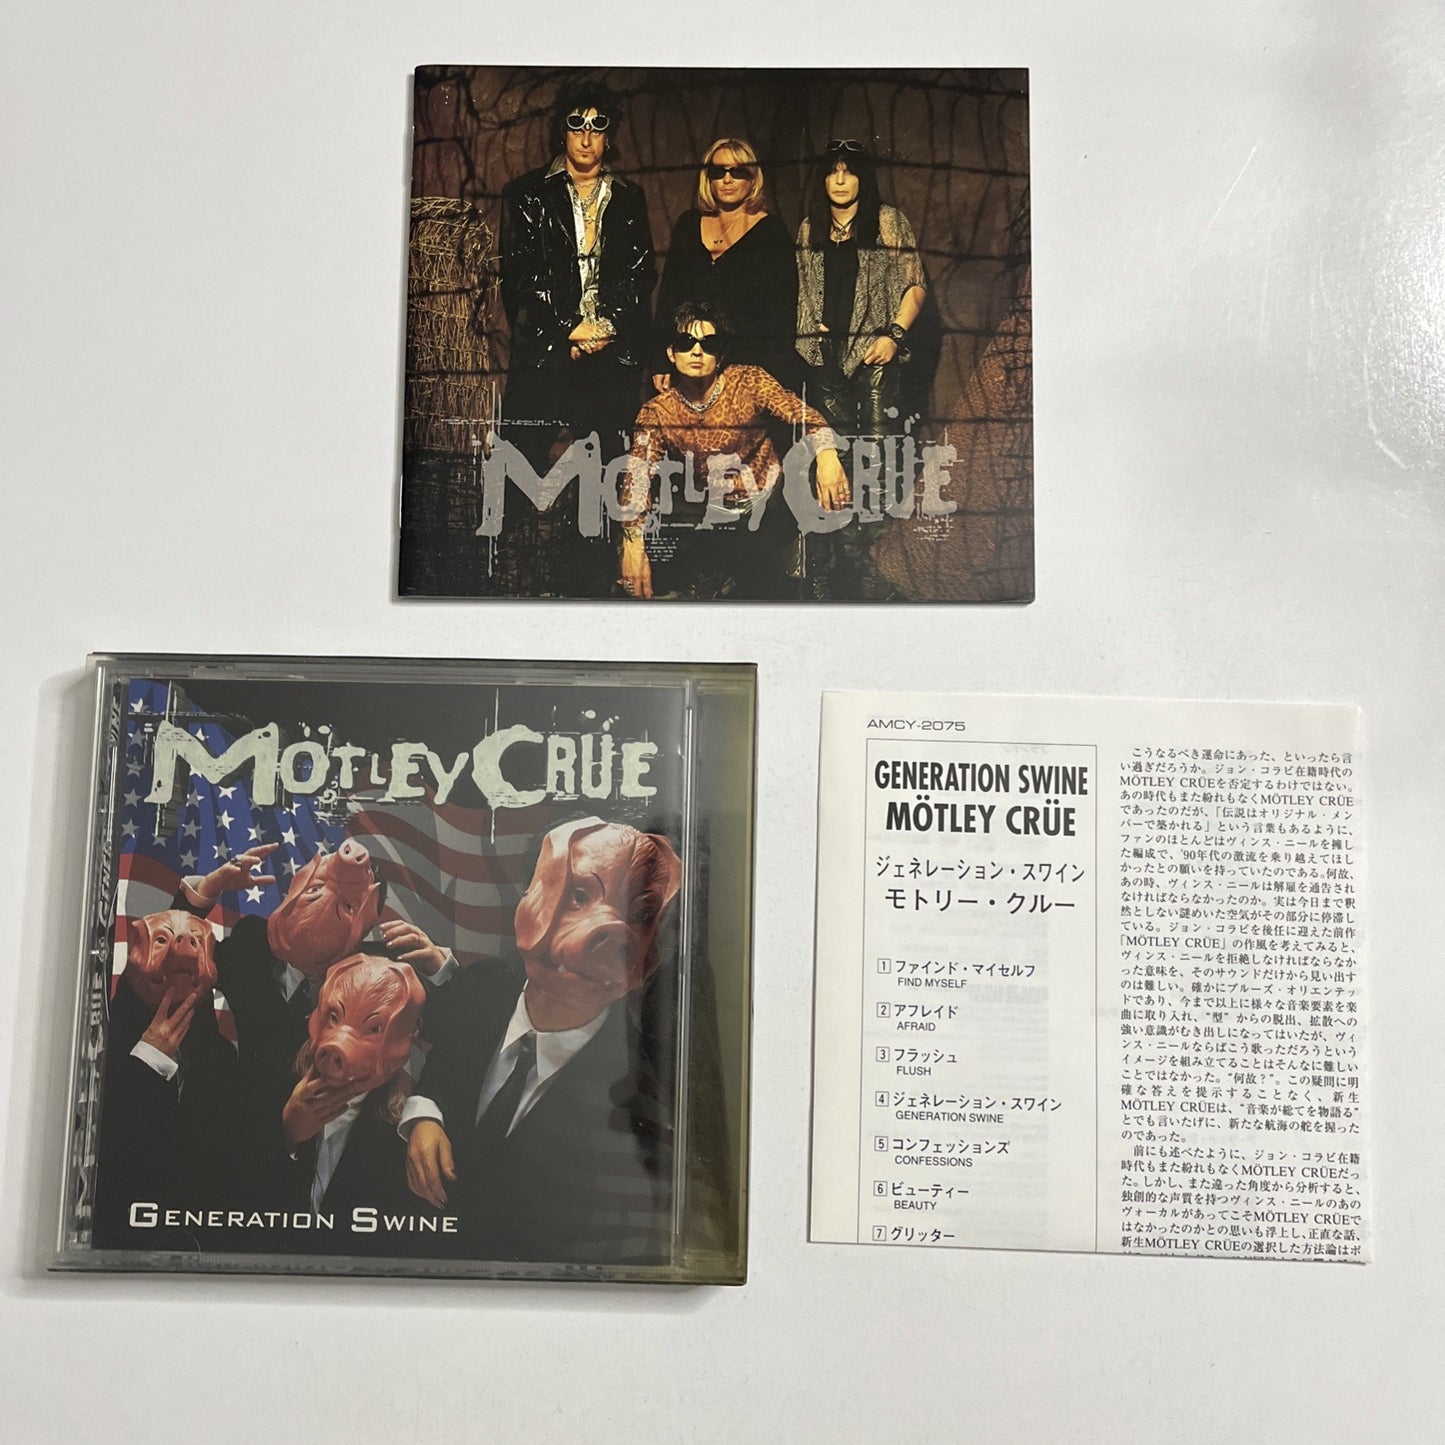 MÖTLEY CRÜE
MÖTLEY CRÜE
GENERATION SWINE
AMCY-2075
GENERATION SWINE
MÖTLEY CRÜE
ジェネレーション・スワイン
モトリー・クルー
1 ファインド・マイセルフ
FIND MYSELF
2 アフレイド
AFRAID
3 フラッシュ
FLUSH
4 ジェネレーション・スワイン
GENERATION SWINE
5 コンフェッションズ
CONFESSIONS
6 ビューティー
BEAUTY
7 グリッター
こうなるべき運命にあった、といったら言
い過ぎだろうか。ジョン・コラビ在籍時代の
MÖTLEY CRÜEを否定するわけではない。
あの時代もまた紛れもなくMÖTLEY CRÜE
であったのだが、「伝説はオリジナル・メン
バーで築かれる」という言葉もあるように、
ファンのほとんどはヴィンス・ニールを擁し
た編成で、'90年代の激流を乗り越えてほし
かったとの願いを持っていたのである。何故、
あの時、ヴィンス・ニールは解雇を通告され
なければならなかったのか。実は今日まで釈
然としない謎めいた空気がその部分に停滞し
ている。ジョン・コラビを後任に迎えた前作
「MÖTLEY CRÜE」の作風を考えてみると、
ヴィンス・ニールを拒絶しなければならなか
った意味を、そのサウンドだけから見い出す
のは難しい。確かにブルーズ・オリエンテッ
ドであり、今まで以上に様々な音楽要素を楽
曲に取り入れ、“型”からの脱出、拡散への
強い意識がむき出しになってはいたが、ヴィ
ンス・ニールならばこう歌っただろうという
イメージを組み立てることはそんなに難しい
ことではなかった。“何故？”。この疑問に明
確な答えを提示することなく、新生
MÖTLEY CRÜEは、“音楽が総てを物語る”
とでも言いたげに、新たな航海の舵を握った
のであった。
前にも述べたように、ジョン・コラビ在籍
時代もまた紛れもなくMÖTLEY CRÜEだっ
た。しかし、また違った角度から分析すると、
独創的な声質を持つヴィンス・ニールのあの
ヴォーカルがあってこそMÖTLEY CRÜEで
はなかったのかとの思いも浮上し、正直な話、
新生MÖTLEY CRÜEの選択した方法論はポ